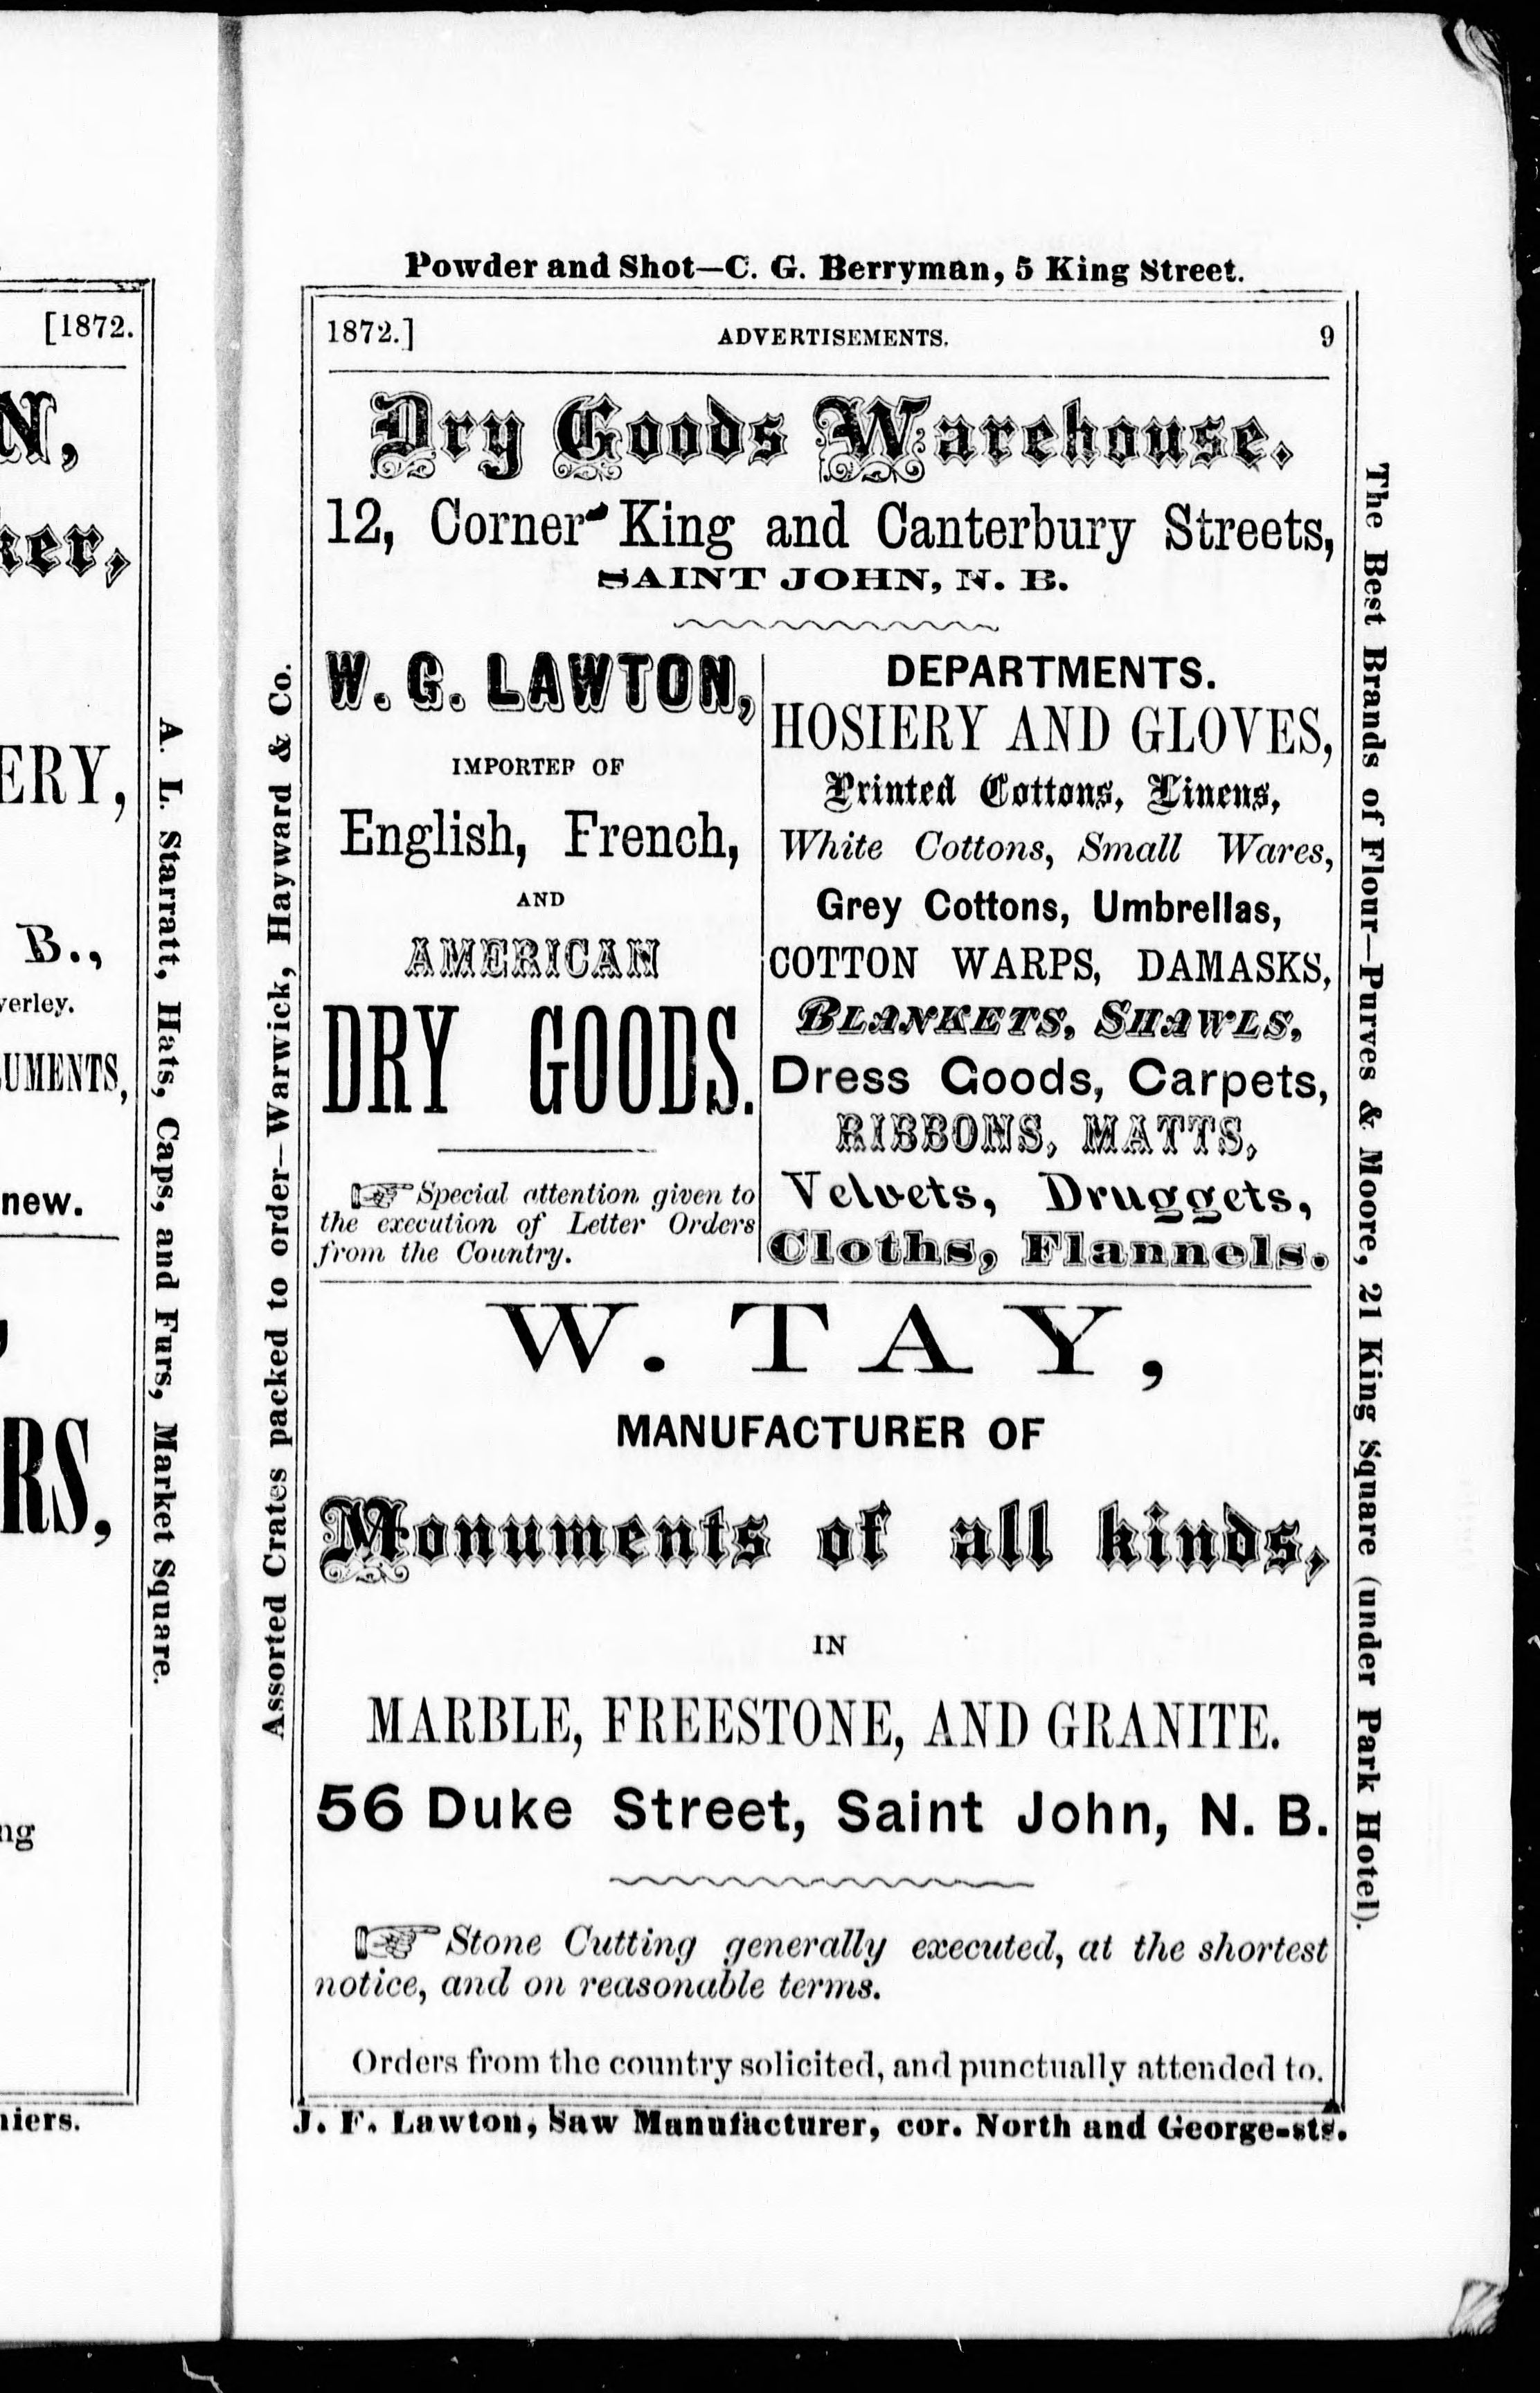 [1872.
N,
ker,
ERY,
B.,
verley.
UMENTS,
new.
RS,
ng
niers.
A. L. Starratt, Hats, Caps, and Furs, Market Square.
Assorted Crates packed to order—Warwick, Hayward & Co.
Powder and Shot—C. G. Berryman, 5 King Street.
1872.] ADVERTISEMENTS. 9
Dry Goods Warehouse.
12, Corner King and Canterbury Streets,
SAINT JOHN, N. B.
W. G. LAWTON,
IMPORTER OF
English, French,
AND
AMERICAN
DRY GOODS.
☞ Special attention given to
the execution of Letter Orders
from the Country.
DEPARTMENTS.
HOSIERY AND GLOVES,
Printed Cottons, Linens,
White Cottons, Small Wares,
Grey Cottons, Umbrellas,
COTTON WARPS, DAMASKS,
BLANKETS, SHAWLS,
Dress Goods, Carpets,
RIBBONS, MATTS,
Velvets, Druggets,
Cloths, Flannels.
W. TAY,
MANUFACTURER OF
Monuments of all kinds,
IN
MARBLE, FREESTONE, AND GRANITE.
56 Duke Street, Saint John, N. B.
☞ Stone Cutting generally executed, at the shortest
notice, and on reasonable terms.
Orders from the country solicited, and punctually attended to.
J. F. Lawton, Saw Manufacturer, cor. North and George-sts.
The Best Brands of Flour—Purves & Moore, 21 King Square (under Park Hotel).